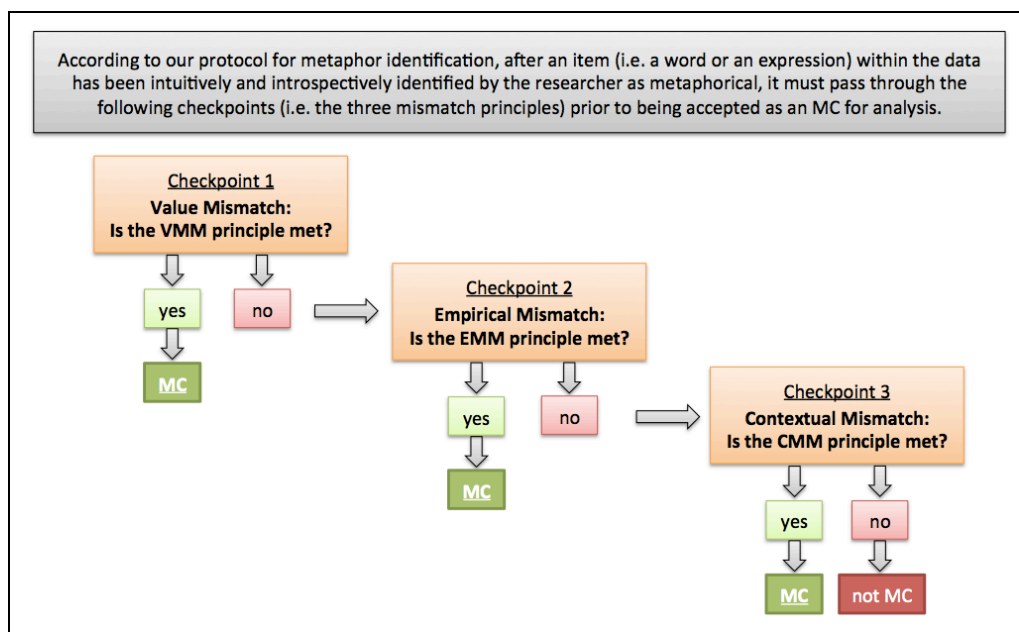 According to our protocol for metaphor identification, after an item (i.e. a word or an expression) within the data
has been intuitively and introspectively identified by the researcher as metaphorical, it must pass through the
following checkpoints (i.e. the three mismatch principles) prior to being accepted as an MC for analysis.
Checkpoint 1
Value Mismatch:
Is the VMM principle met?
yes
no
MC
Checkpoint 2
Empirical Mismatch:
Is the EMM principle met?
yes
no
MC
Checkpoint 3
Contextual Mismatch:
Is the CMM principle met?
yes
no
MC
not MC